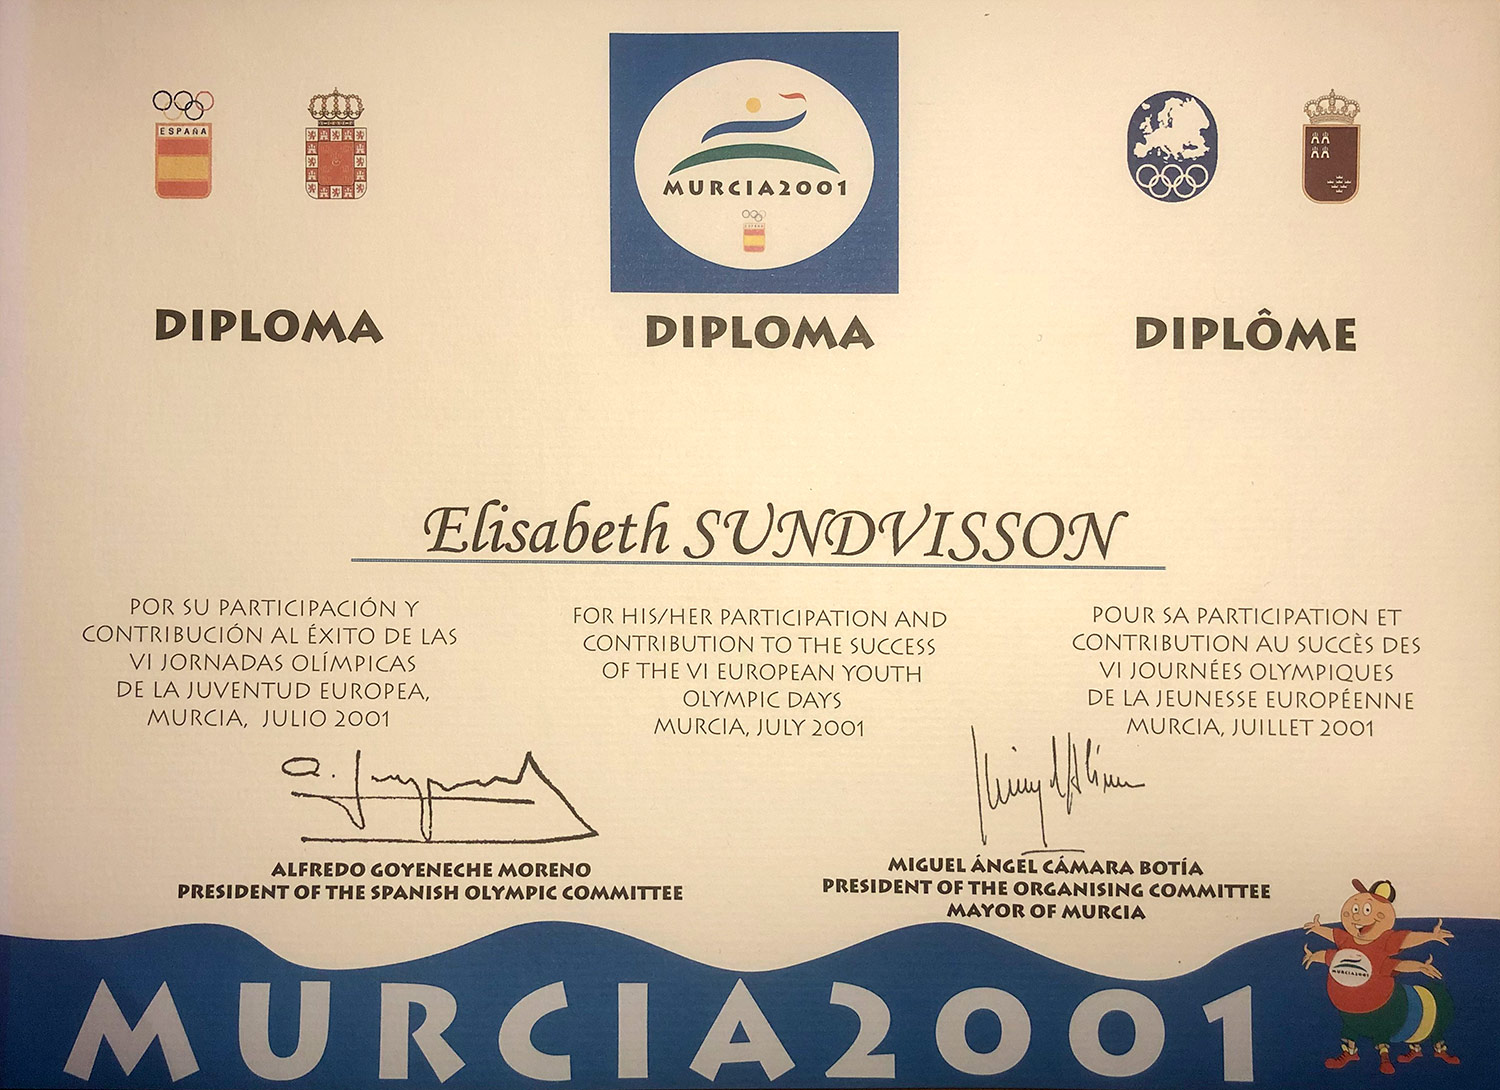 ESPAÑA
MURCIA2001
ESPAÑA
DIPLOMA
DIPLOMA
DIPLÔME
Elisabeth SUNDVISSON
POR SU PARTICIPACIÓN Y
CONTRIBUCIÓN AL ÉXITO DE LAS
VI JORNADAS OLÍMPICAS
DE LA JUVENTUD EUROPEA,
MURCIA, JULIO 2001
FOR HIS/HER PARTICIPATION AND
CONTRIBUTION TO THE SUCCESS
OF THE VI EUROPEAN YOUTH
OLYMPIC DAYS
MURCIA, JULY 2001
POUR SA PARTICIPATION ET
CONTRIBUTION AU SUCCÈS DES
VI JOURNÉES OLYMPIQUES
DE LA JEUNESSE EUROPÉENNE
MURCIA, JUILLET 2001
ALFREDO GOYENECHE MORENO
PRESIDENT OF THE SPANISH OLYMPIC COMMITTEE
MIGUEL ÁNGEL CÁMARA BOTÍA
PRESIDENT OF THE ORGANISING COMMITTEE
MAYOR OF MURCIA
MURCIA2001
MURCIA2001